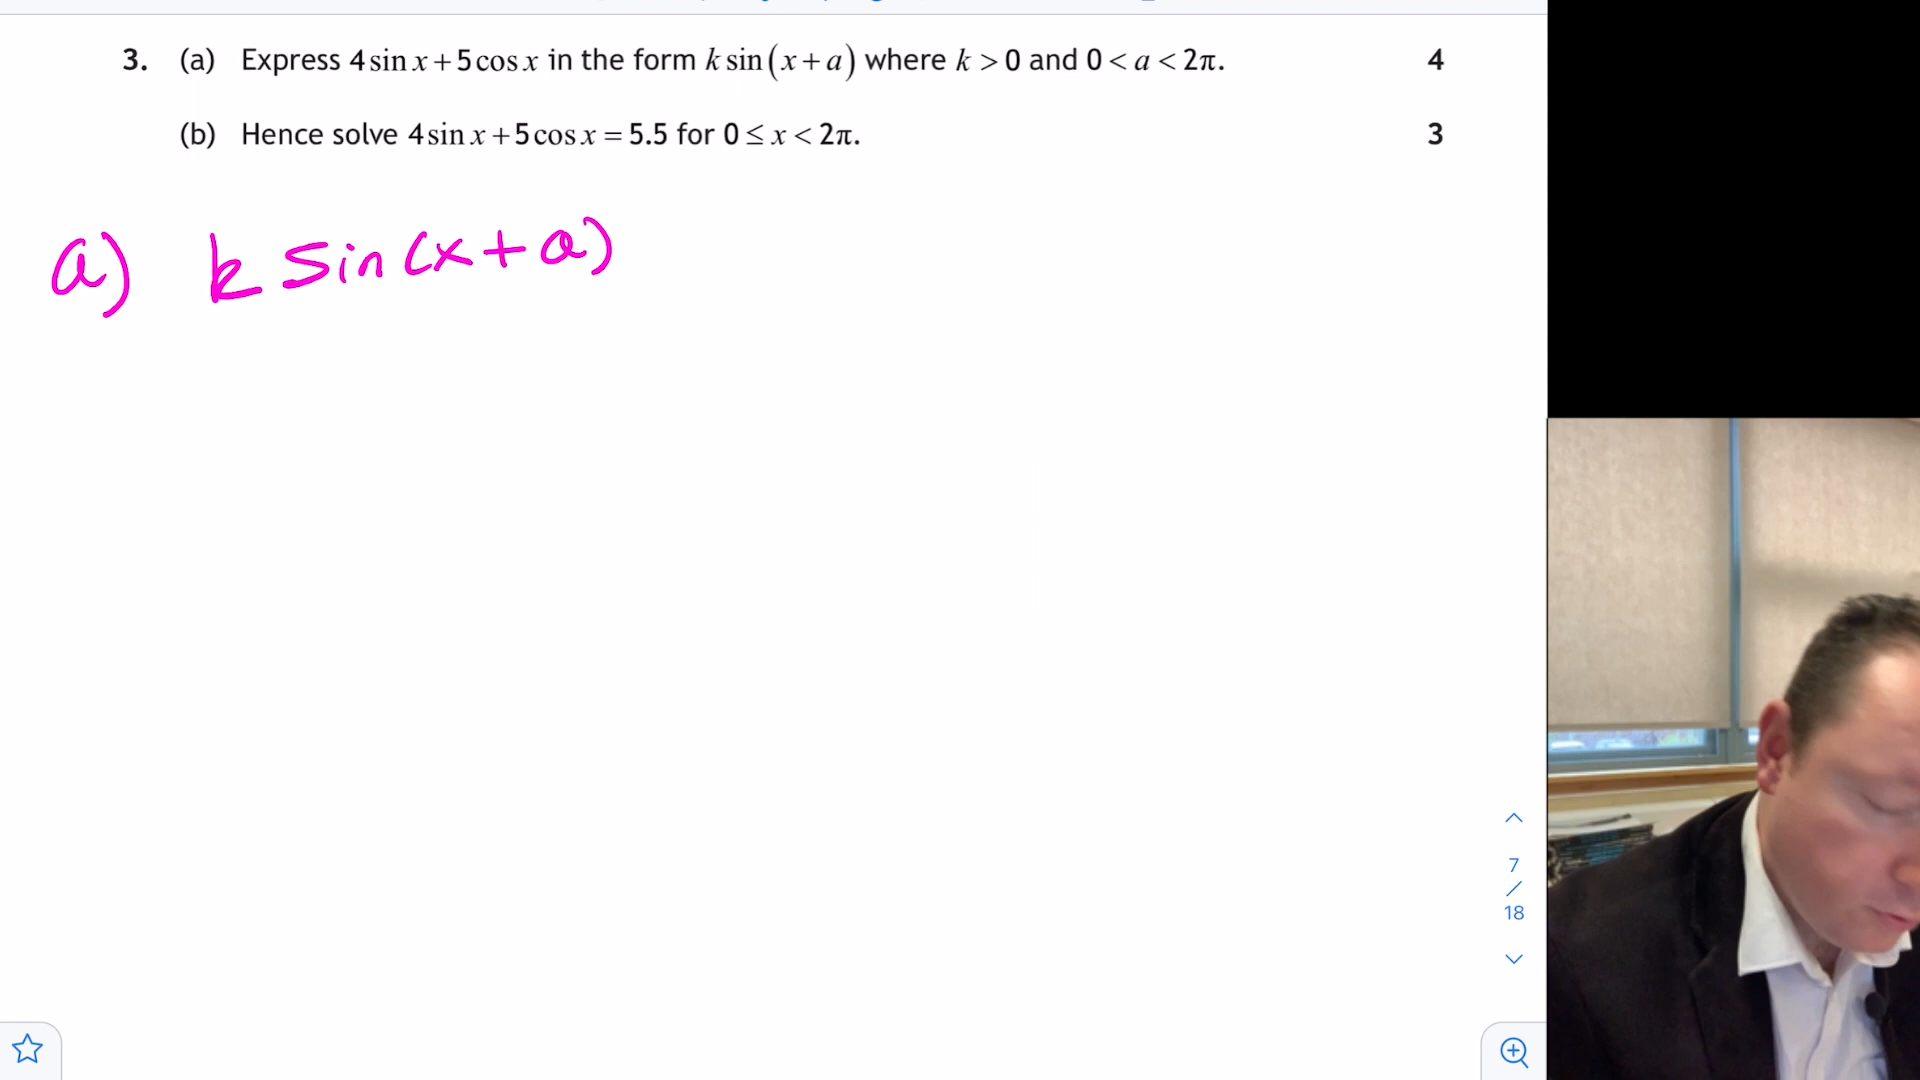 3. (a) Express 4 sin x + 5 cos x in the form k sin(x + a) where k > 0 and 0 < a < 2π. 4
(b) Hence solve 4 sin x + 5 cos x = 5.5 for 0 ≤ x < 2π. 3
a) k sin(x + a)
7
/
18